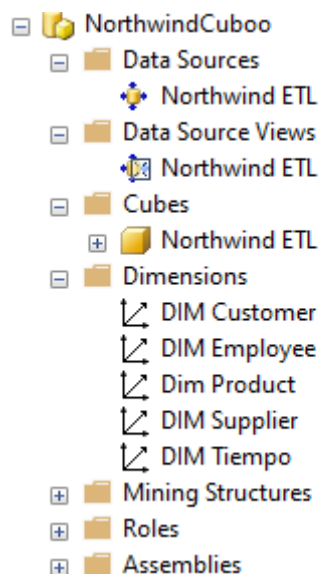 NorthwindCuboo
Data Sources
Northwind ETL
Data Source Views
Northwind ETL
Cubes
Northwind ETL
Dimensions
DIM Customer
DIM Employee
Dim Product
DIM Supplier
DIM Tiempo
Mining Structures
Roles
Assemblies